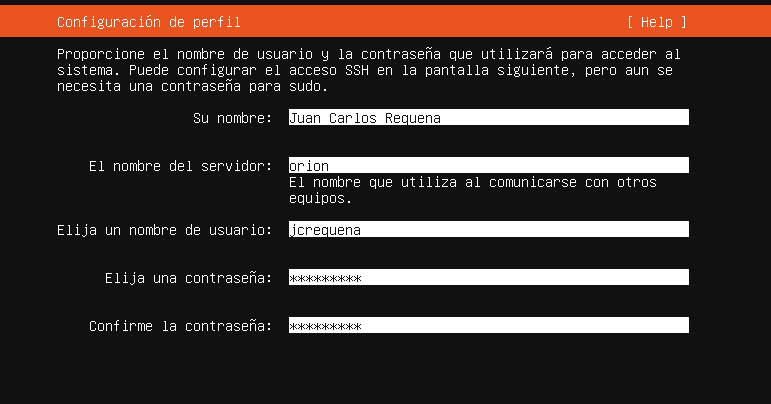 Configuración de perfil [ Help ]
Proporcione el nombre de usuario y la contraseña que utilizará para acceder al
sistema. Puede configurar el acceso SSH en la pantalla siguiente, pero aun se
necesita una contraseña para sudo.
Su nombre: Juan Carlos Requena
El nombre del servidor: orion
El nombre que utiliza al comunicarse con otros
equipos.
Elija un nombre de usuario: jcrequena
Elija una contraseña: *********
Confirme la contraseña: *********